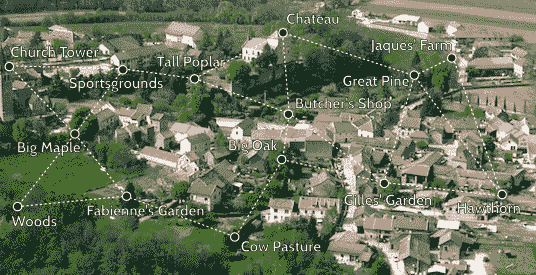 Château
Church Tower
Jaques' Farm
Tall Poplar
Sportsgrounds
Great Pine
Butcher's Shop
Big Maple
Big Oak
Gilles' Garden
Hawthorn
Fabienne's Garden
Woods
Cow Pasture